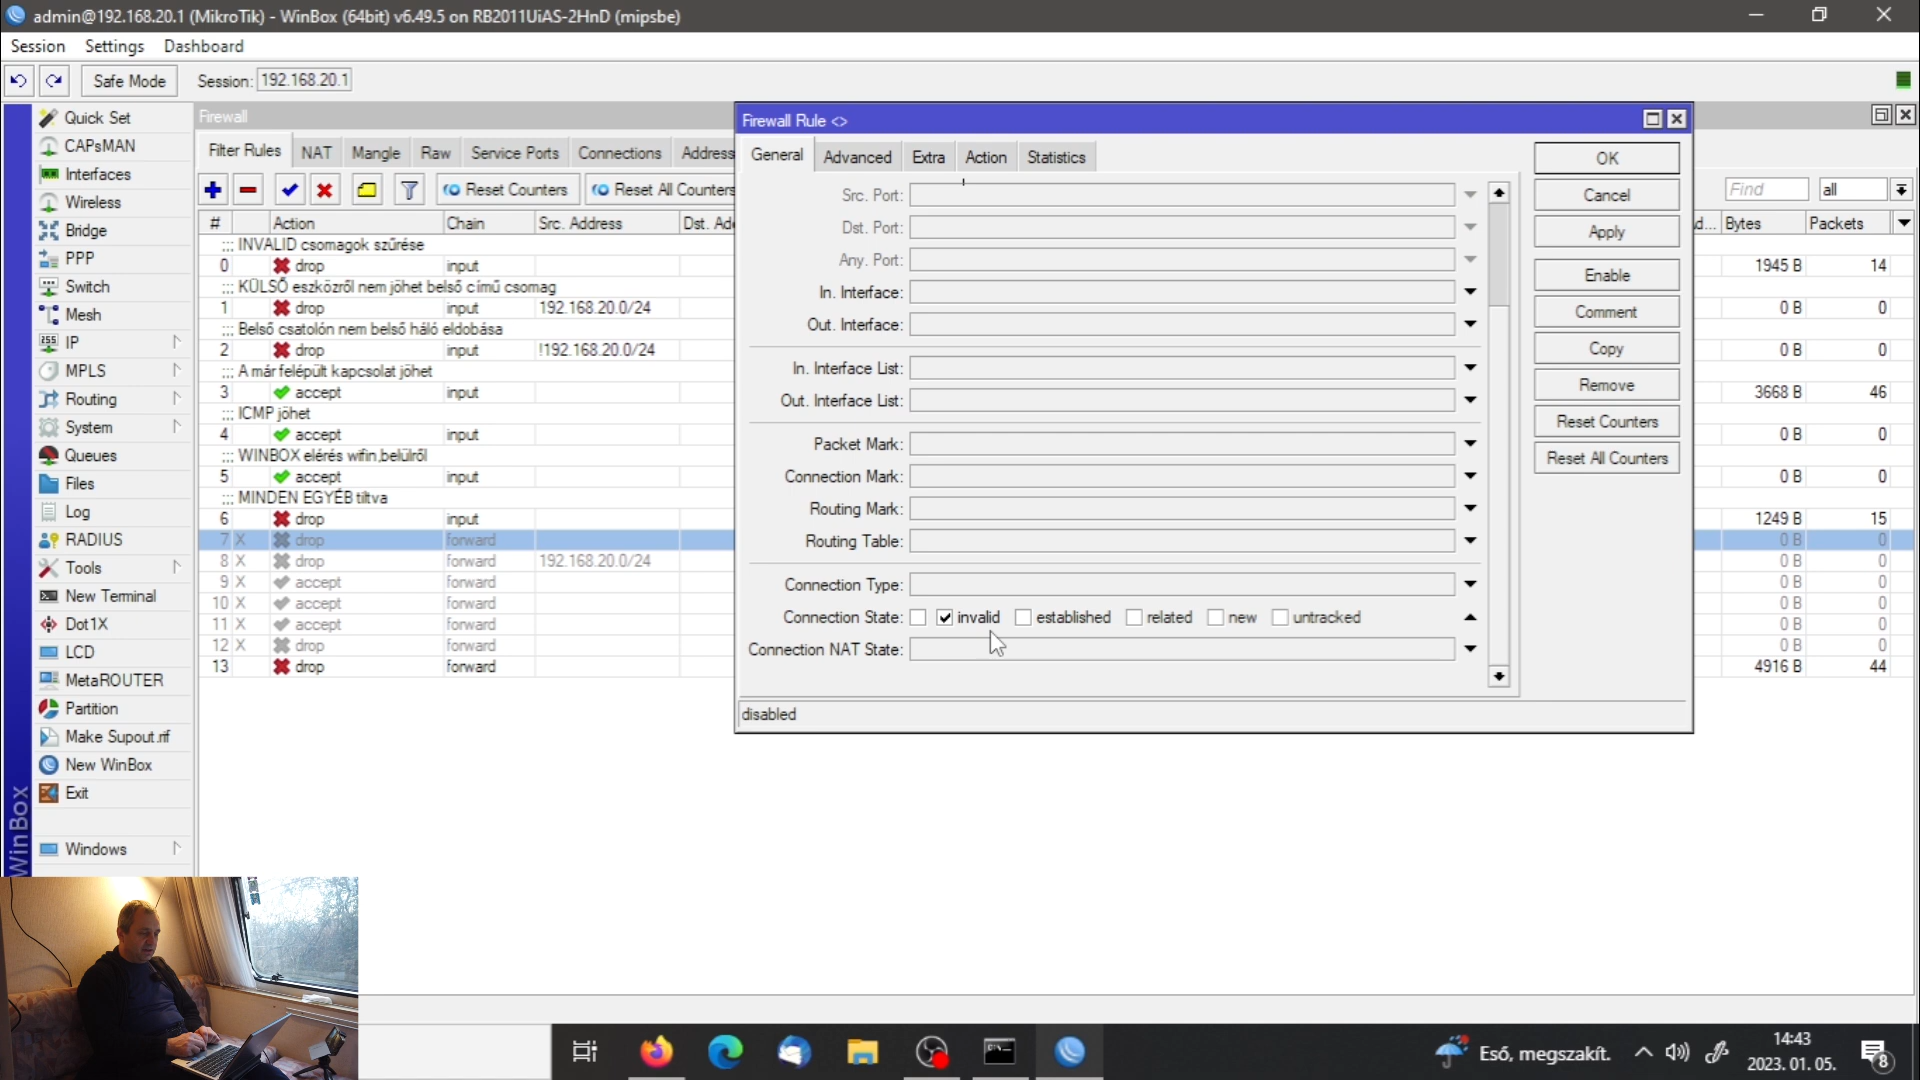 admin@192.168.20.1 (MikroTik) - WinBox (64bit) v6.49.5 on RB2011UiAS-2HnD (mipsbe)
Session Settings Dashboard
Safe Mode Session: 192.168.20.1
Quick Set
CAPsMAN
Interfaces
Wireless
Bridge
PPP
Switch
Mesh
IP
MPLS
Routing
System
Queues
Files
Log
RADIUS
Tools
New Terminal
Dot1X
LCD
MetaROUTER
Partition
Make Supout.rif
New WinBox
Exit
Windows
WinBox
Firewall
Filter Rules NAT Mangle Raw Service Ports Connections Address
Reset Counters Reset All Counters
Find all
# Action Chain Src. Address Dst. Ad Bytes Packets
::: INVALID csomagok szűrése
0 drop input 1945 B 14
::: KÜLSŐ eszközről nem jöhet belső című csomag
1 drop input 192.168.20.0/24 0 B 0
::: Belső csatolón nem belső háló eldobása
2 drop input !192.168.20.0/24 0 B 0
::: A már felépült kapcsolat jöhet
3 accept input 3668 B 46
::: ICMP jöhet
4 accept input 0 B 0
::: WINBOX elérés wifin,belülről
5 accept input 0 B 0
::: MINDEN EGYÉB tiltva
6 drop input 1249 B 15
7 X drop forward 0 B 0
8 X drop forward 192.168.20.0/24 0 B 0
9 X accept forward 0 B 0
10 X accept forward 0 B 0
11 X accept forward 0 B 0
12 X drop forward 0 B 0
13 drop forward 4916 B 44
Firewall Rule <>
General Advanced Extra Action Statistics
Src. Port:
Dst. Port:
Any. Port:
In. Interface:
Out. Interface:
In. Interface List:
Out. Interface List:
Packet Mark:
Connection Mark:
Routing Mark:
Routing Table:
Connection Type:
Connection State: invalid established related new untracked
Connection NAT State:
disabled
OK
Cancel
Apply
Enable
Comment
Copy
Remove
Reset Counters
Reset All Counters
Eső, megszakít.
14:43
2023. 01. 05.
8